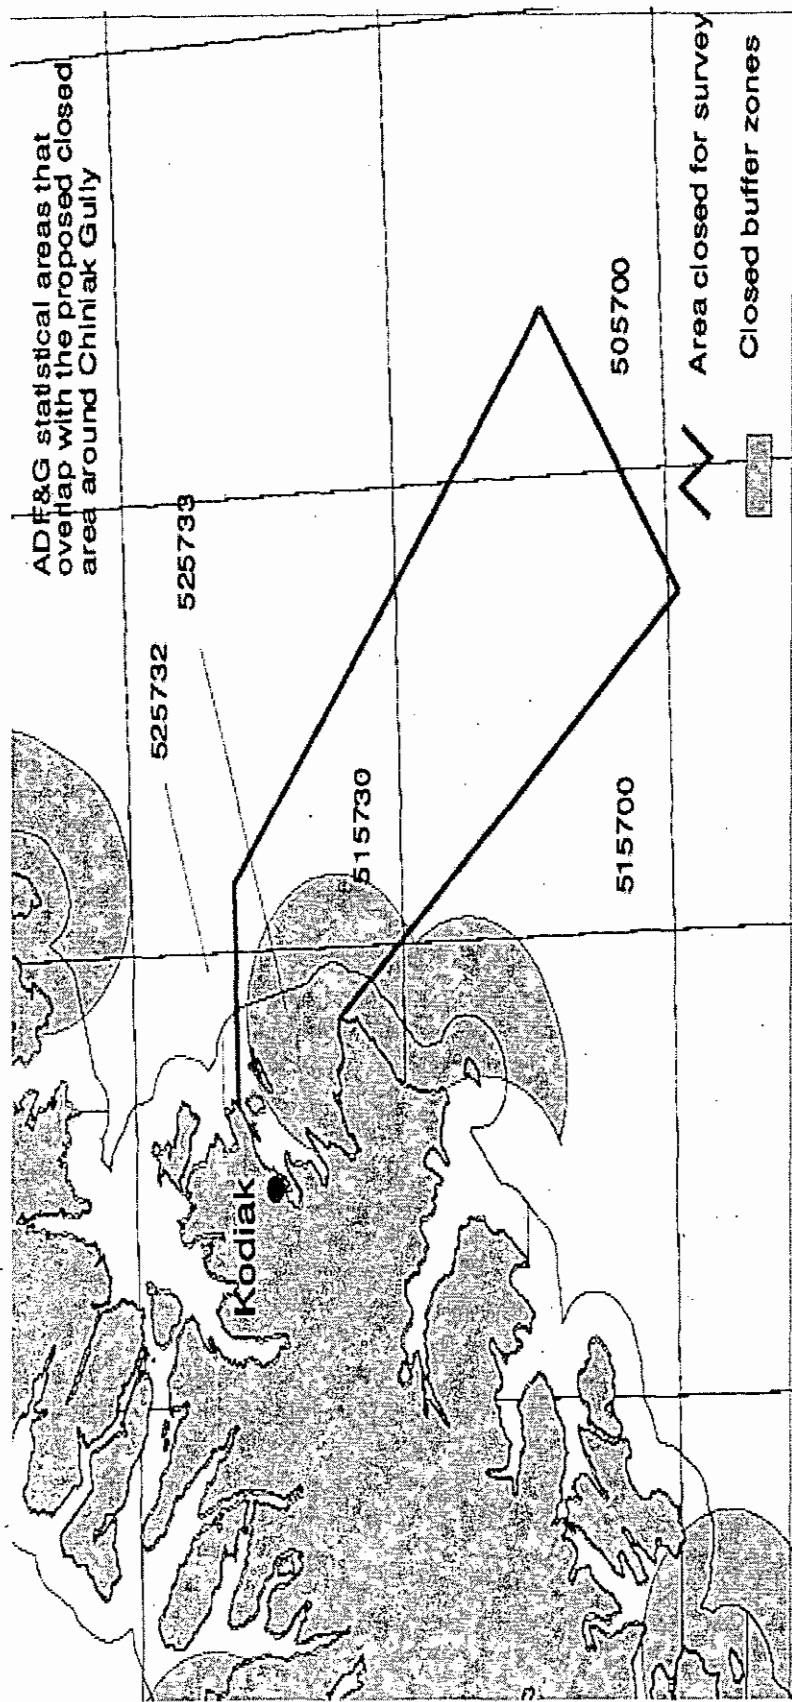 ADF&G statistical areas that
overlap with the proposed closed
area around Chiniak Gully
525732
525733
Kodiak
515730
515700
505700
Area closed for survey
Closed buffer zones